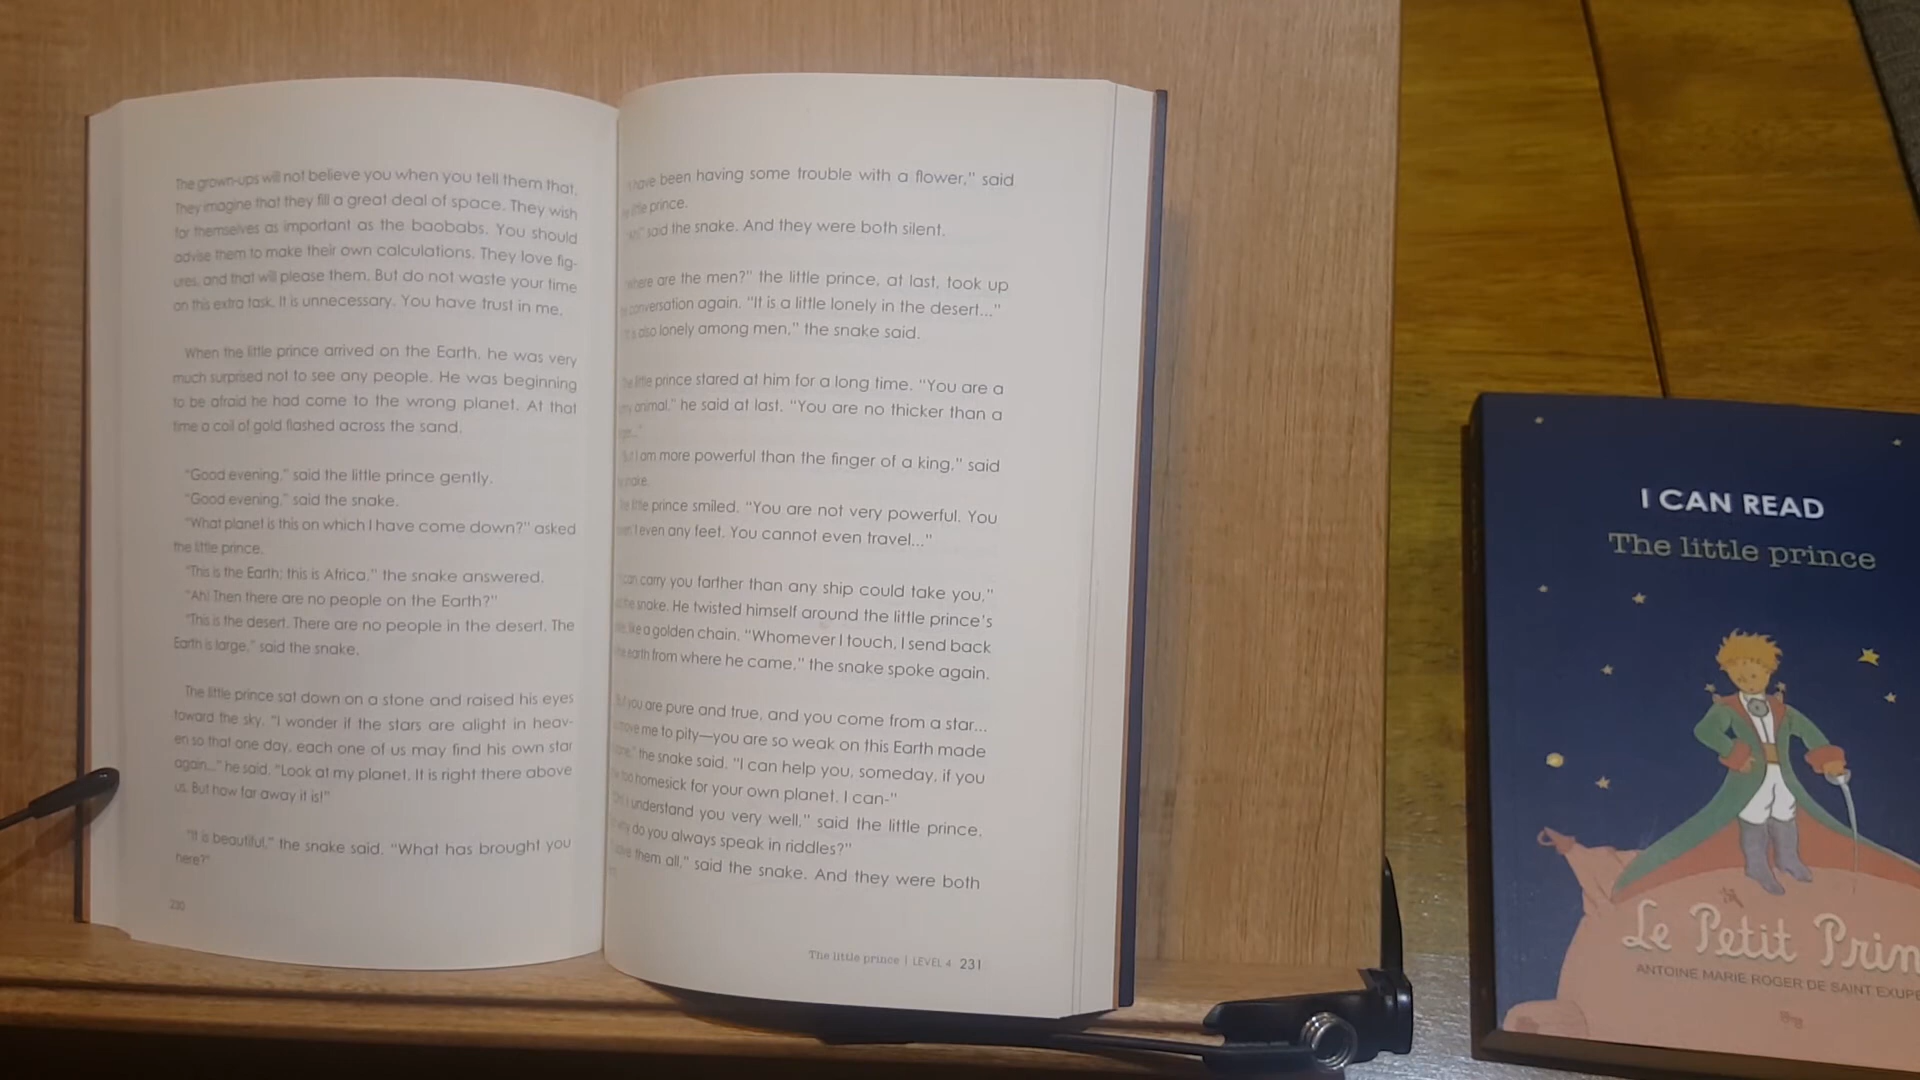 The grown-ups will not believe you when you tell them that.
They imagine that they fill a great deal of space. They wish
for themselves as important as the baobabs. You should
advise them to make their own calculations. They love fig-
ures, and that will please them. But do not waste your time
on this extra task. It is unnecessary. You have trust in me.
When the little prince arrived on the Earth, he was very
much surprised not to see any people. He was beginning
to be afraid he had come to the wrong planet. At that
time a coil of gold flashed across the sand.
"Good evening," said the little prince gently.
"Good evening," said the snake.
"What planet is this on which I have come down?" asked
the little prince.
"This is the Earth; this is Africa," the snake answered.
"Ah! Then there are no people on the Earth?"
"This is the desert. There are no people in the desert. The
Earth is large," said the snake.
The little prince sat down on a stone and raised his eyes
toward the sky. "I wonder if the stars are alight in heav-
en so that one day, each one of us may find his own star
again..." he said. "Look at my planet. It is right there above
us. But how far away it is!"
"It is beautiful," the snake said. "What has brought you
here?"
230
have been having some trouble with a flower," said
little prince.
said the snake. And they were both silent.
where are the men?" the little prince, at last, took up
conversation again. "It is a little lonely in the desert..."
also lonely among men," the snake said.
little prince stared at him for a long time. "You are a
animal," he said at last. "You are no thicker than a
But I am more powerful than the finger of a king," said
snake.
little prince smiled. "You are not very powerful. You
even any feet. You cannot even travel..."
can carry you farther than any ship could take you,"
the snake. He twisted himself around the little prince's
like a golden chain. "Whomever I touch, I send back
the earth from where he came," the snake spoke again.
But you are pure and true, and you come from a star...
move me to pity—you are so weak on this Earth made
the snake said. "I can help you, someday, if you
too homesick for your own planet. I can-"
I understand you very well," said the little prince.
do you always speak in riddles?"
them all," said the snake. And they were both
The little prince | LEVEL 4 231
I CAN READ
The little prince
Le Petit Prin
ANTOINE MARIE ROGER DE SAINT EXUPE